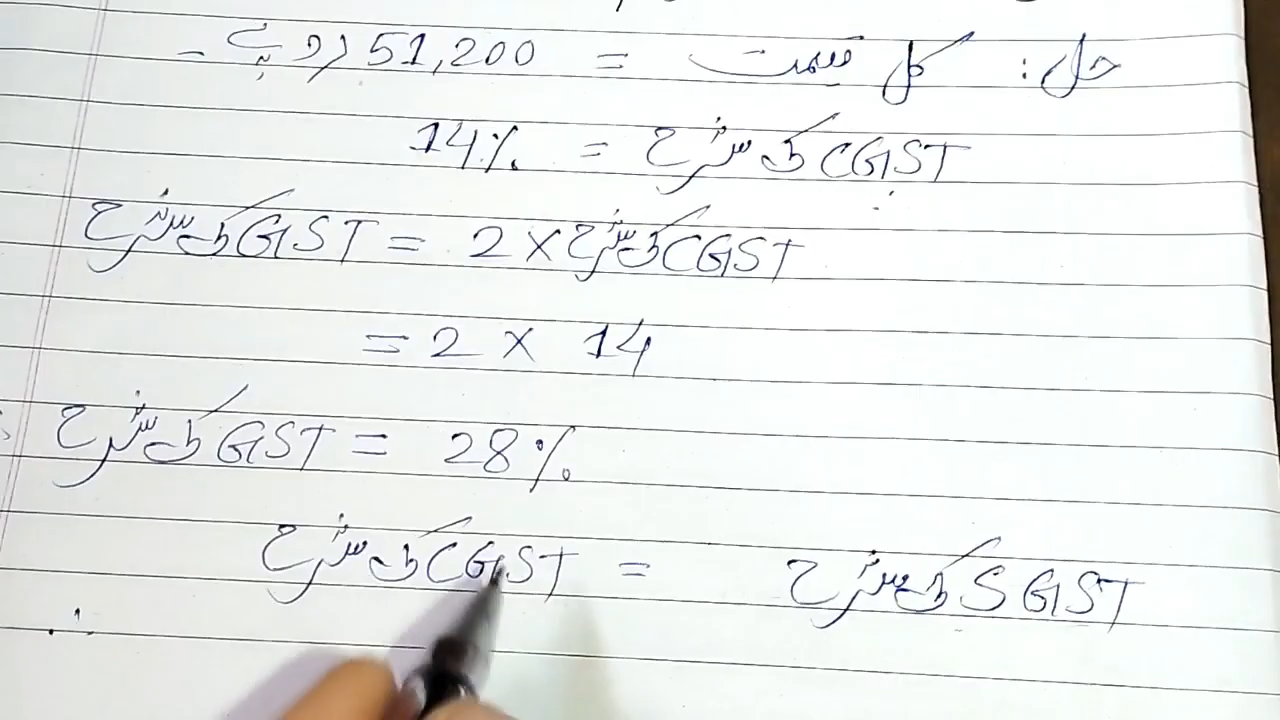 حل: کل قیمت = 51,200 روپے -
CGST کی شرح = 14%
GST کی شرح = 2 × CGST کی شرح
= 2 × 14
GST کی شرح = 28%
SGST کی شرح = CGST کی شرح